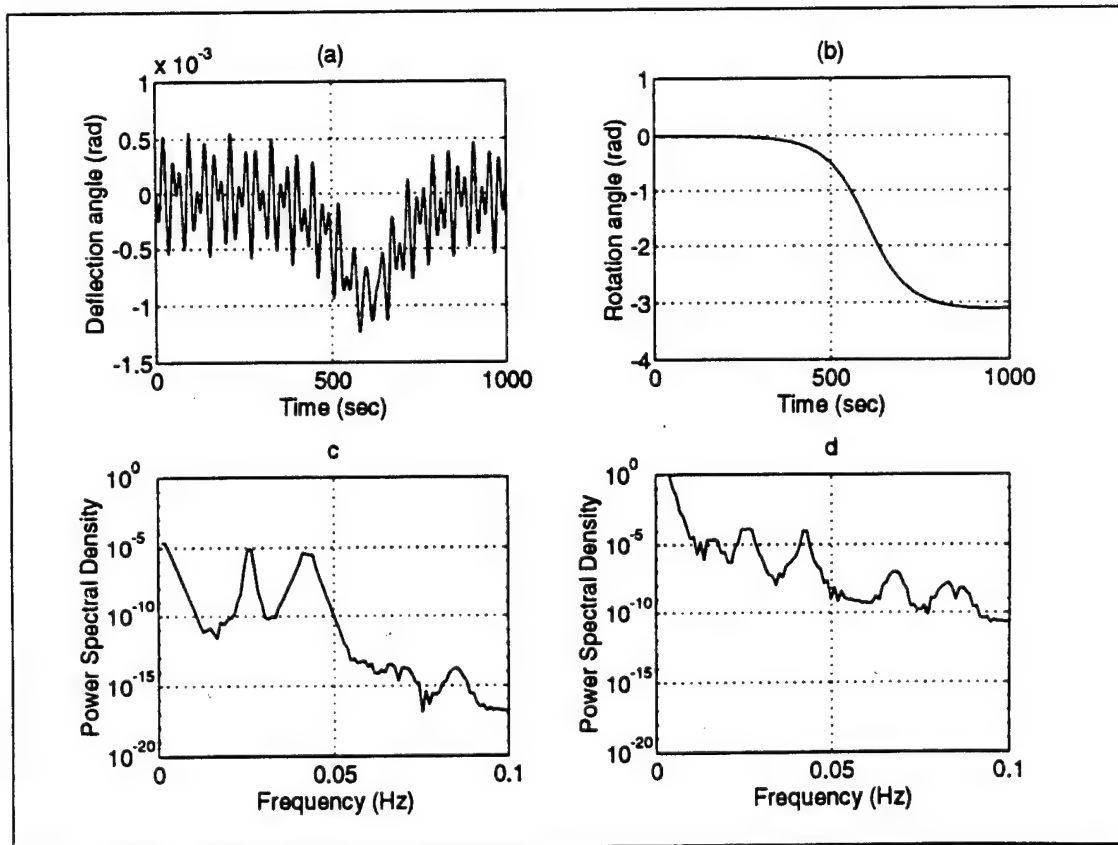 (a)
x 10^-3
Deflection angle (rad)
1
0.5
0
-0.5
-1
-1.5
0
500
1000
Time (sec)
(b)
Rotation angle (rad)
1
0
-1
-2
-3
-4
0
500
1000
Time (sec)
c
Power Spectral Density
10^0
10^-5
10^-10
10^-15
10^-20
0
0.05
0.1
Frequency (Hz)
d
Power Spectral Density
10^0
10^-5
10^-10
10^-15
10^-20
0
0.05
0.1
Frequency (Hz)